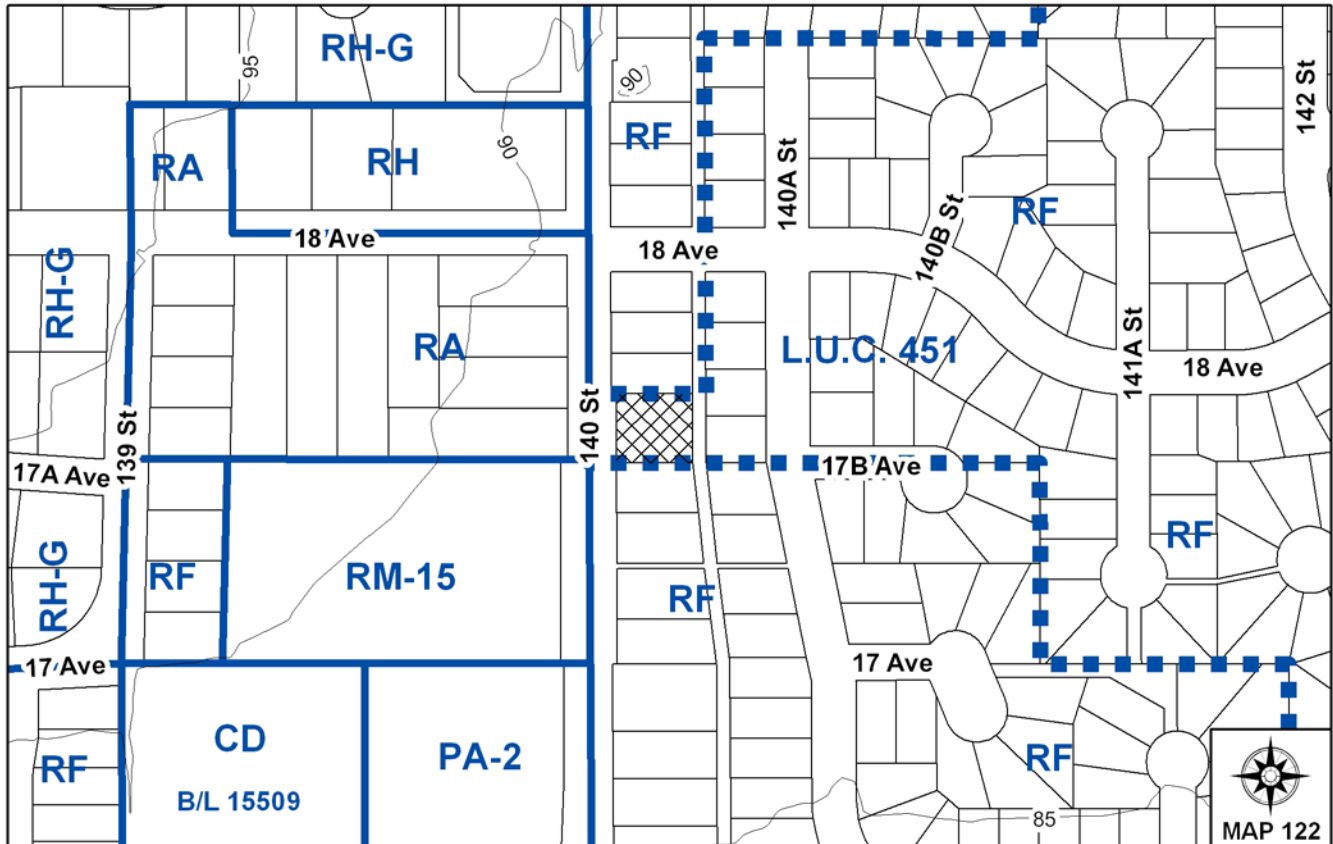 RH-G
95
90
142 St
RF
RA
RH
90
140A St
RF
140B St
18 Ave
18 Ave
RH-G
RA
L.U.C. 451
141A St
18 Ave
139 St
140 St
17A Ave
17B Ave
RF
RH-G
RF
RM-15
RF
17 Ave
17 Ave
CD
PA-2
RF
RF
B/L 15509
85
MAP 122